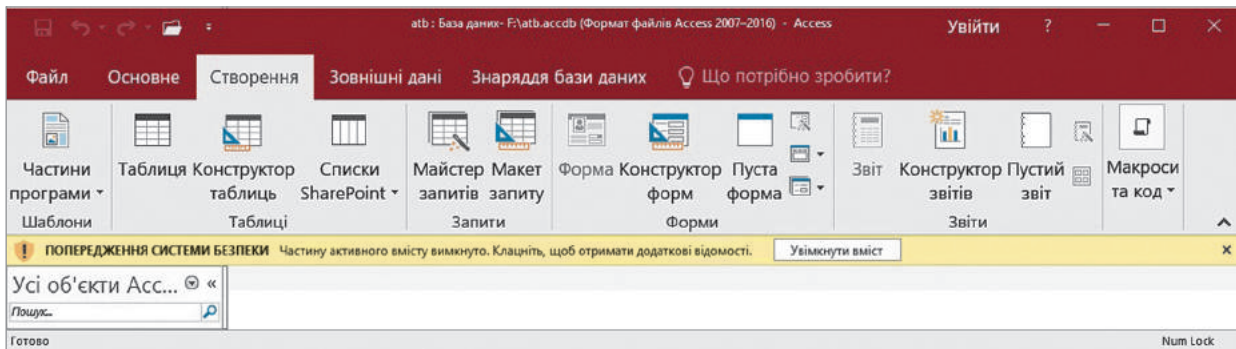 atb : База даних- F:\atb.accdb (Формат файлів Access 2007–2016) - Access Увійти ?
Файл Основне Створення Зовнішні дані Знаряддя бази даних Що потрібно зробити?
Частини програми
Таблиця
Конструктор таблиць
Списки SharePoint
Майстер запитів
Макет запиту
Форма
Конструктор форм
Пуста форма
Звіт
Конструктор звітів
Пустий звіт
Макроси та код
Шаблони Таблиці Запити Форми Звіти
ПОПЕРЕДЖЕННЯ СИСТЕМИ БЕЗПЕКИ Частину активного вмісту вимкнуто. Клацніть, щоб отримати додаткові відомості. Увімкнути вміст
Усі об'єкти Acc... «
Пошук...
Готово Num Lock